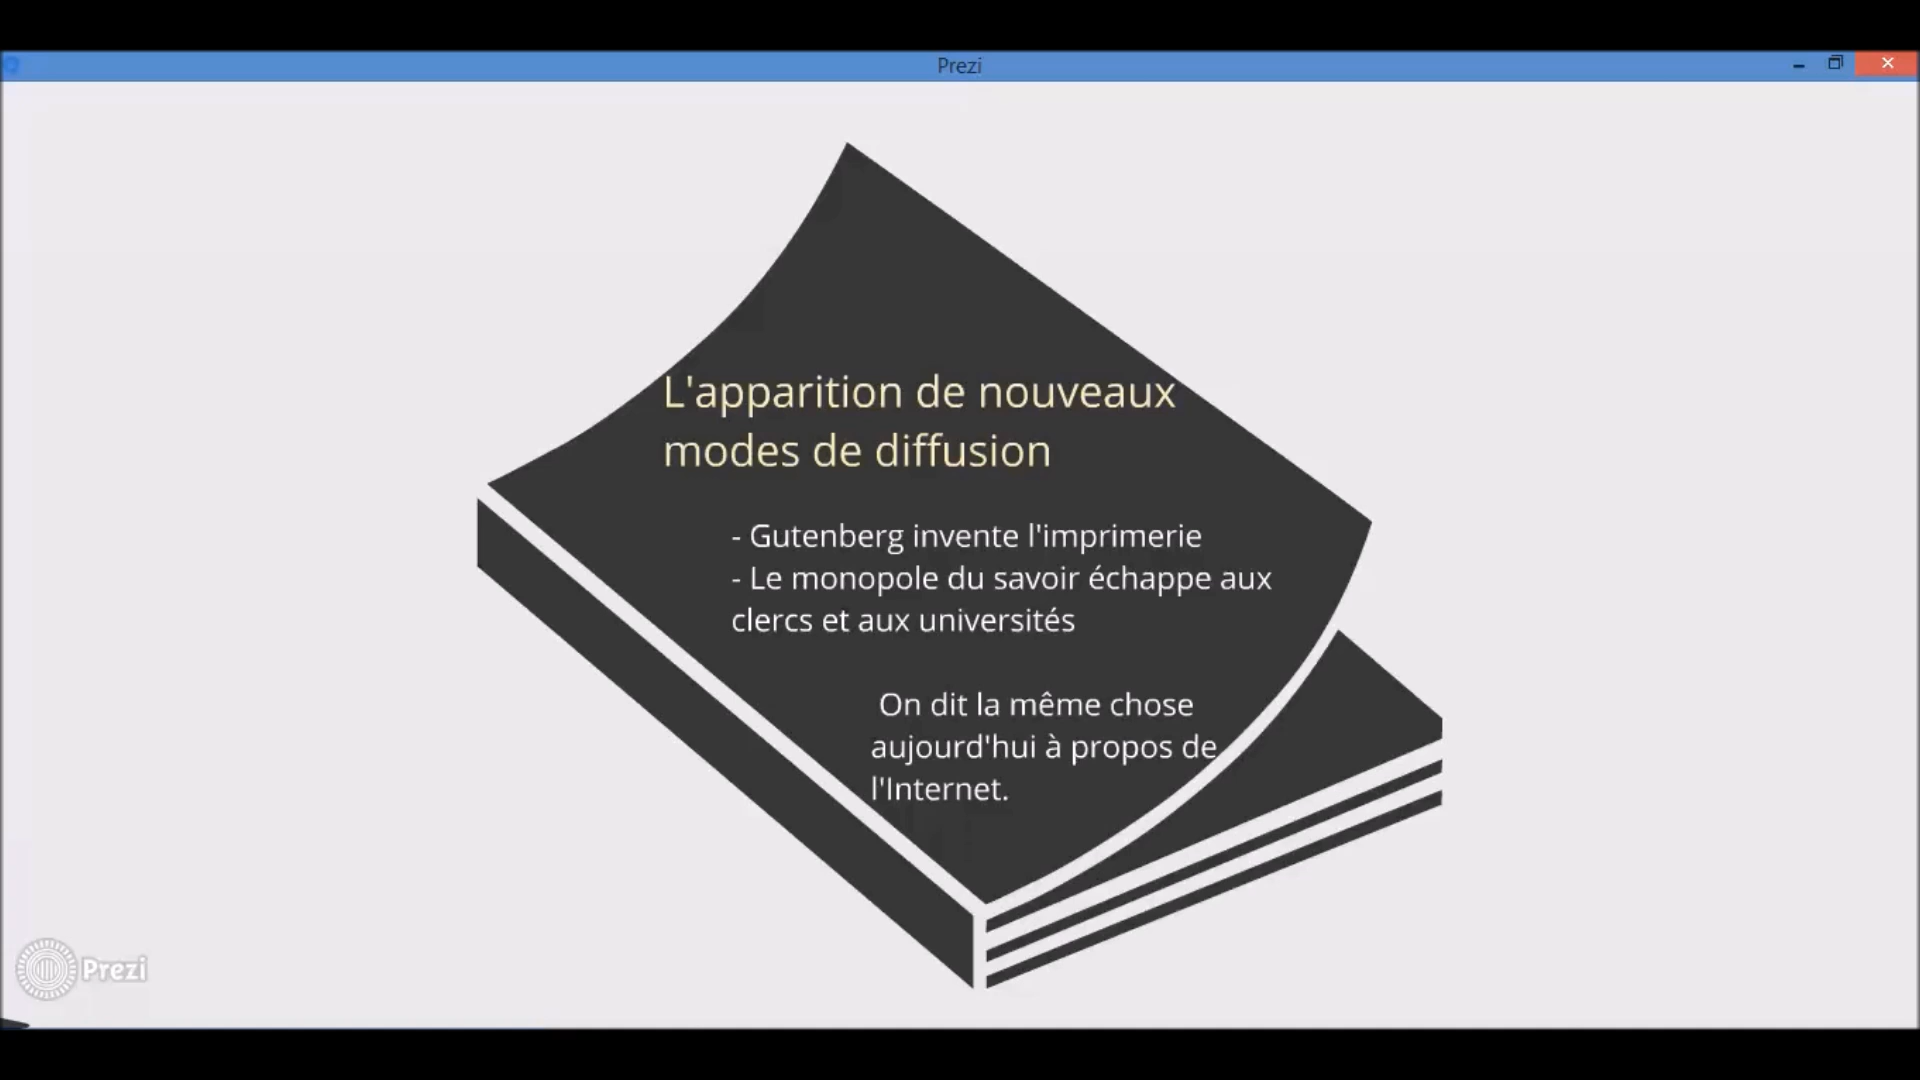 Prezi
L'apparition de nouveaux
modes de diffusion
- Gutenberg invente l'imprimerie
- Le monopole du savoir échappe aux
clercs et aux universités
On dit la même chose
aujourd'hui à propos de
l'Internet.
Prezi